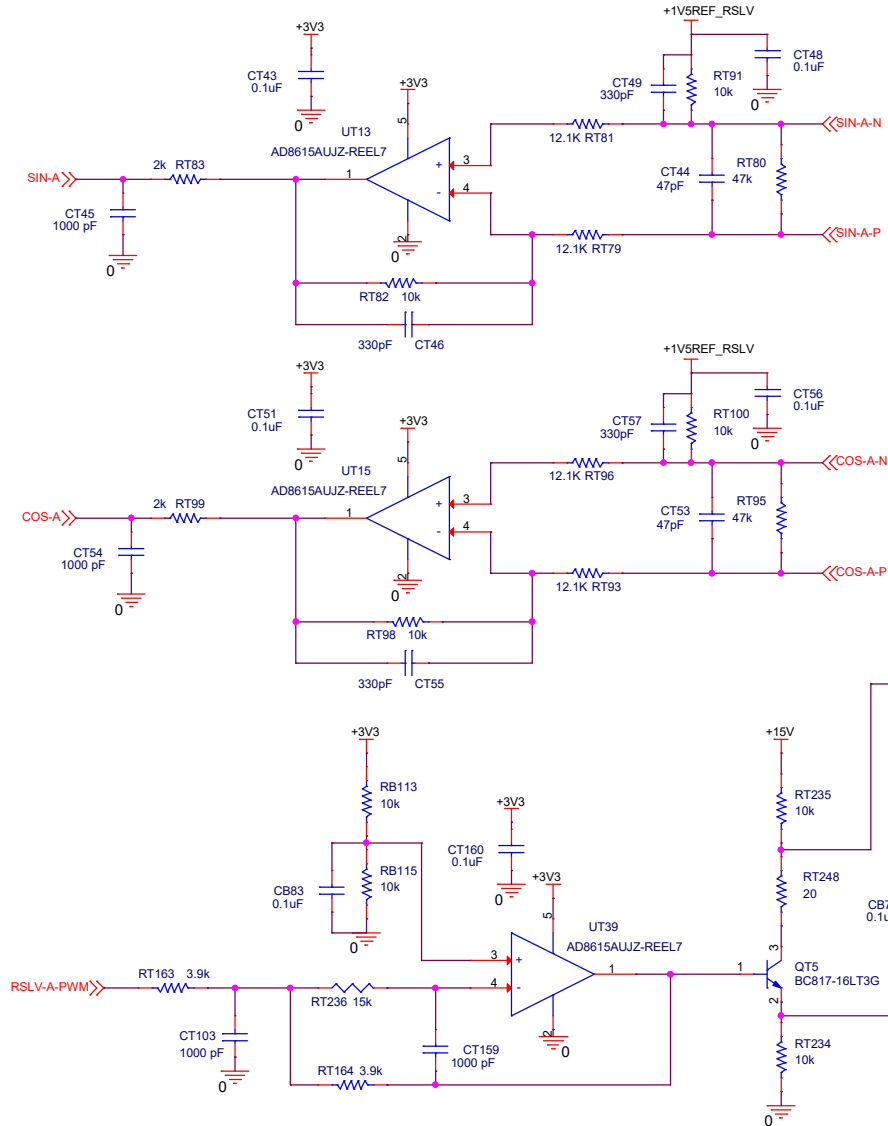 +1V5REF_RSLV
+3V3
CT43
0.1uF
0
+3V3
CT49
330pF
RT91
10k
CT48
0.1uF
0
UT13
AD8615AUJZ-REEL7
5
+
3
-
4
1
2
0
12.1K RT81
SIN-A-N
CT44
47pF
RT80
47k
2k RT83
SIN-A
CT45
1000 pF
0
12.1K RT79
SIN-A-P
RT82 10k
330pF CT46
+1V5REF_RSLV
+3V3
CT51
0.1uF
0
+3V3
CT57
330pF
RT100
10k
CT56
0.1uF
0
UT15
AD8615AUJZ-REEL7
5
+
3
-
4
1
2
0
12.1K RT96
COS-A-N
CT53
47pF
RT95
47k
2k RT99
COS-A
CT54
1000 pF
0
12.1K RT93
COS-A-P
RT98 10k
330pF CT55
+3V3
RB113
10k
RB115
10k
CB83
0.1uF
0
+3V3
CT160
0.1uF
0
+3V3
5
UT39
AD8615AUJZ-REEL7
3
+
4
-
1
2
0
RSLV-A-PWM
RT163 3.9k
CT103
1000 pF
0
RT236 15k
CT159
1000 pF
RT164 3.9k
+15V
RT235
10k
RT248
20
CB7
0.1u
3
1
2
QT5
BC817-16LT3G
RT234
10k
0